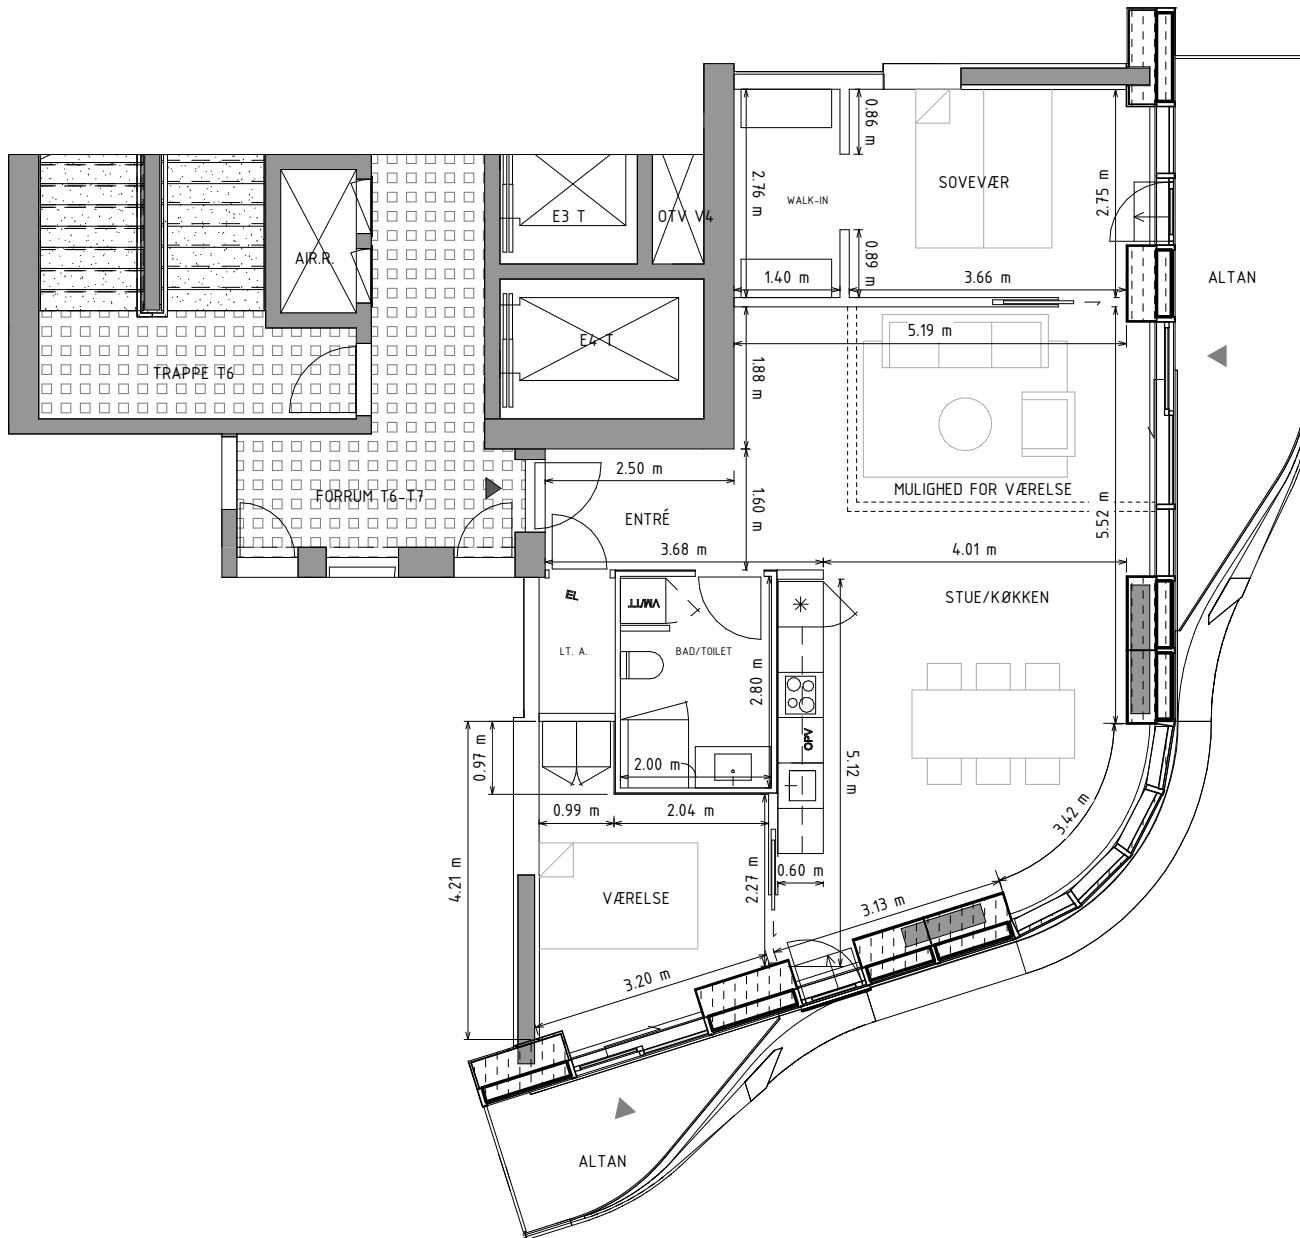 0.86 m
2.76 m
WALK-IN
SOVEVÆR
2.75 m
E3 T
OTV V4
AIR.R.
0.89 m
1.40 m
3.66 m
ALTAN
5.19 m
E4 T
1.88 m
TRAPPE T6
2.50 m
MULIGHED FOR VÆRELSE
FORRUM T6-T7
ENTRÉ
1.60 m
5.52 m
3.68 m
4.01 m
EL
VM/TT
STUE/KØKKEN
LT. A.
BAD/TOILET
2.80 m
OPV
0.97 m
2.00 m
5.12 m
0.99 m
2.04 m
3.42 m
4.21 m
2.27 m
0.60 m
VÆRELSE
3.13 m
3.20 m
ALTAN